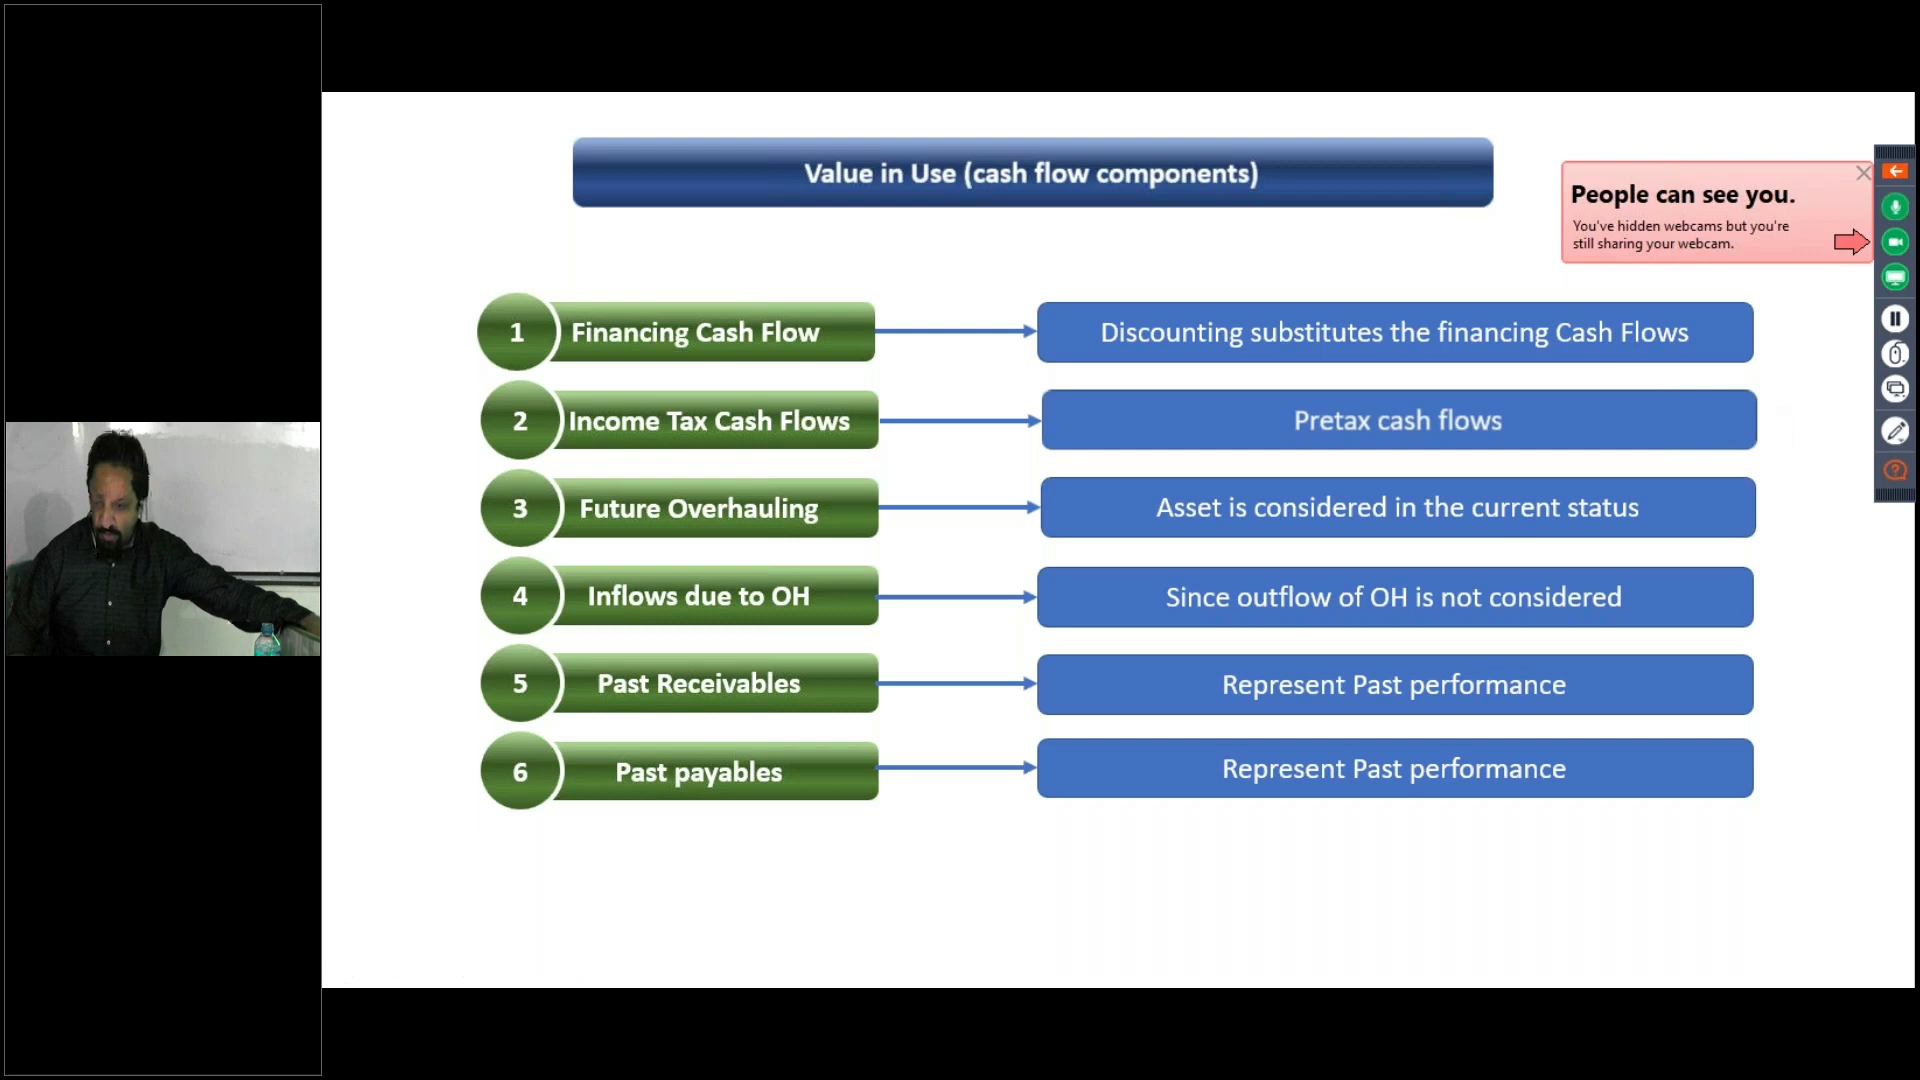 Value in Use (cash flow components)
People can see you.
You've hidden webcams but you're
still sharing your webcam.
1 Financing Cash Flow Discounting substitutes the financing Cash Flows
2 Income Tax Cash Flows Pretax cash flows
3 Future Overhauling Asset is considered in the current status
4 Inflows due to OH Since outflow of OH is not considered
5 Past Receivables Represent Past performance
6 Past payables Represent Past performance